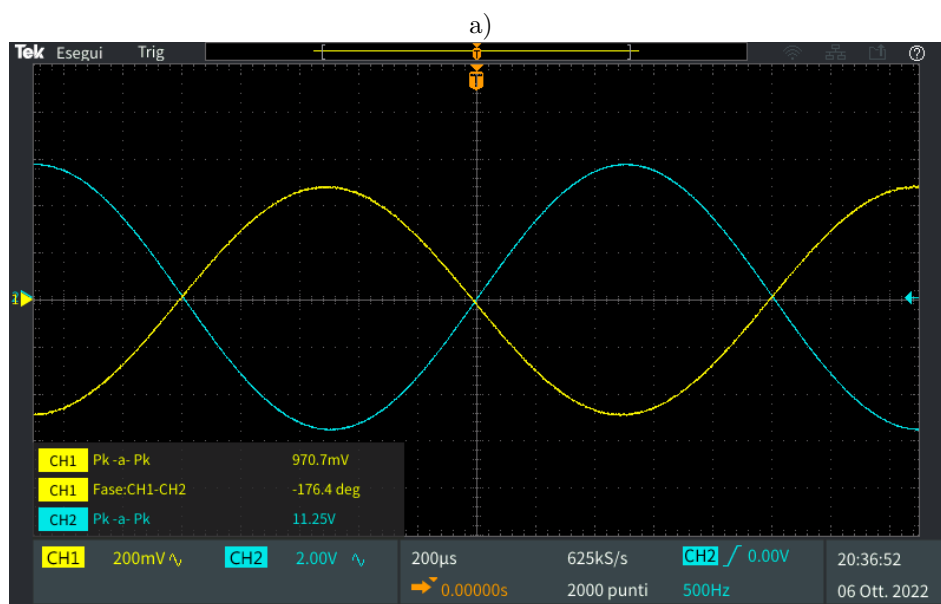 a)
Tek Esegui Trig
T
T
1
CH1 Pk -a- Pk 970.7mV
CH1 Fase:CH1-CH2 -176.4 deg
CH2 Pk -a- Pk 11.25V
CH1 200mV CH2 2.00V 200µs 625kS/s CH2 0.00V 20:36:52
0.00000s 2000 punti 500Hz 06 Ott. 2022